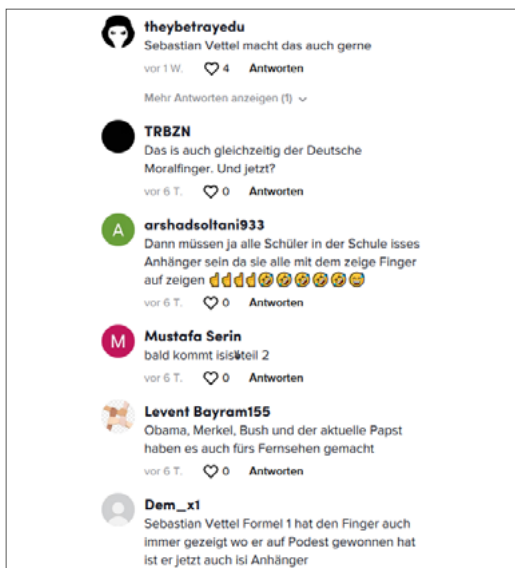 theybetrayedu
Sebastian Vettel macht das auch gerne
vor 1 W. 4 Antworten
Mehr Antworten anzeigen (1)
TRBZN
Das is auch gleichzeitig der Deutsche
Moralfinger. Und jetzt?
vor 6 T. 0 Antworten
A
arshadsoltani933
Dann müssen ja alle Schüler in der Schule isses
Anhänger sein da sie alle mit dem zeige Finger
auf zeigen ☝☝☝☝🤣🤣🤣🤣🤣😅
vor 6 T. 0 Antworten
M
Mustafa Serin
bald kommt isis teil 2
vor 6 T. 0 Antworten
Levent Bayram155
Obama, Merkel, Bush und der aktuelle Papst
haben es auch fürs Fernsehen gemacht
vor 6 T. 0 Antworten
Dem_x1
Sebastian Vettel Formel 1 hat den Finger auch
immer gezeigt wo er auf Podest gewonnen hat
ist er jetzt auch isi Anhänger